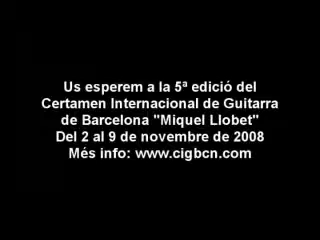 Us esperem a la 5ª edició del
Certamen Internacional de Guitarra
de Barcelona "Miquel Llobet"
Del 2 al 9 de novembre de 2008
Més info: www.cigbcn.com